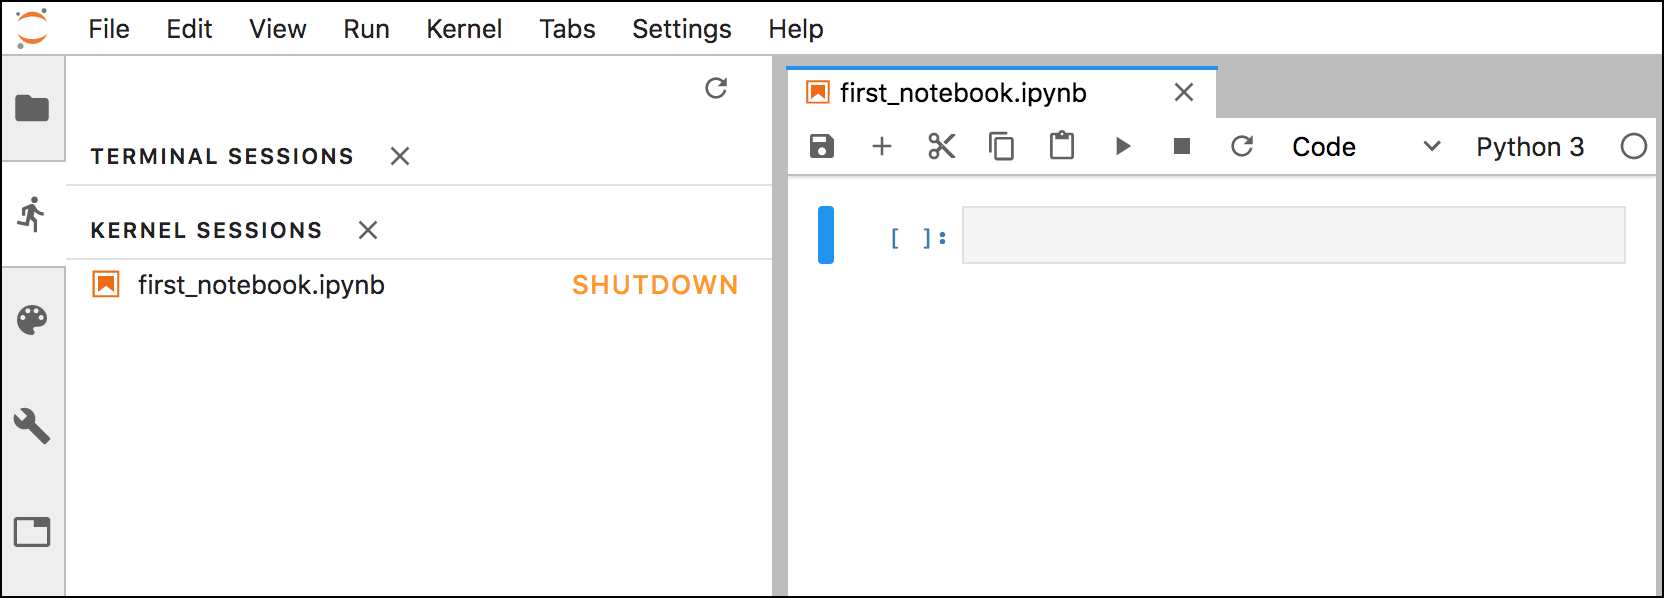 File Edit View Run Kernel Tabs Settings Help
TERMINAL SESSIONS
KERNEL SESSIONS
first_notebook.ipynb SHUTDOWN
first_notebook.ipynb
Code Python 3
[ ]: